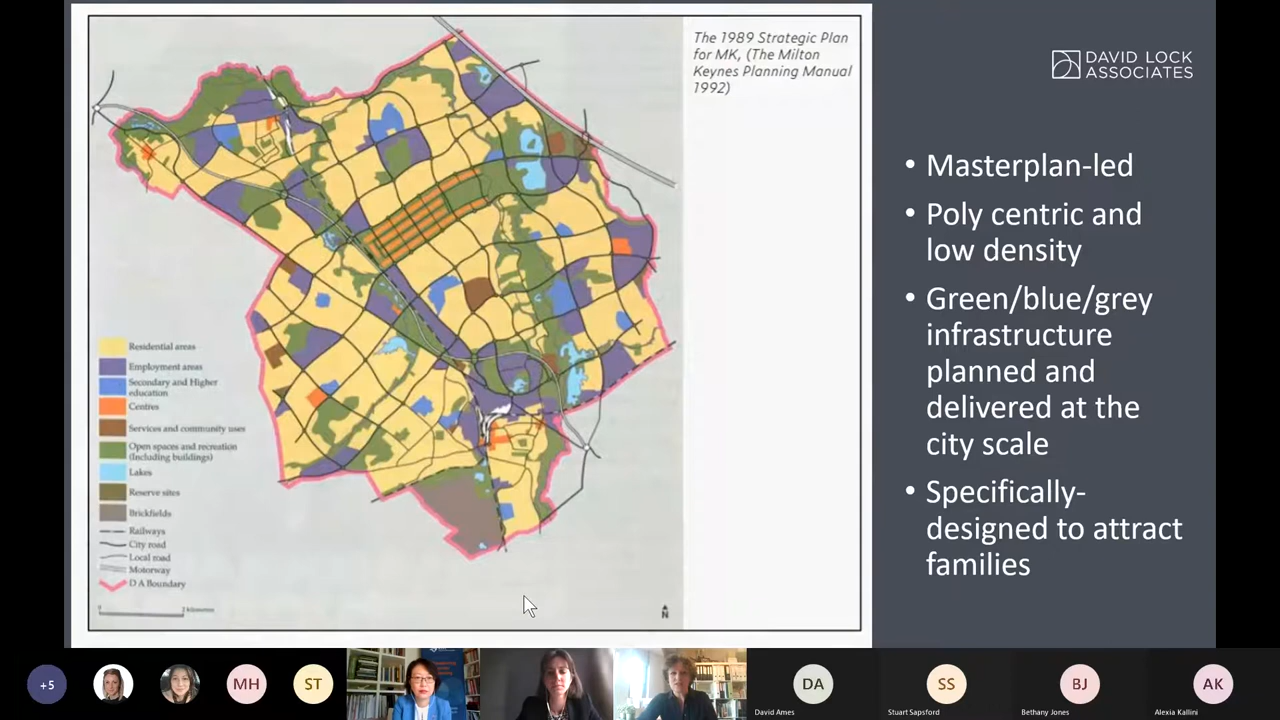 The 1989 Strategic Plan
for MK, (The Milton
Keynes Planning Manual
1992)
Residential areas
Employment areas
Secondary and Higher
education
Centres
Services and community uses
Open spaces and recreation
(Including buildings)
Lakes
Reserve sites
Brickfields
Railways
City road
Local road
Motorway
D A Boundary
N
DAVID LOCK
ASSOCIATES
• Masterplan-led
• Poly centric and
low density
• Green/blue/grey
infrastructure
planned and
delivered at the
city scale
• Specifically-
designed to attract
families
+5
MH
ST
DA
David Ames
SS
Stuart Sapsford
BJ
Bethany Jones
AK
Alexia Kallini